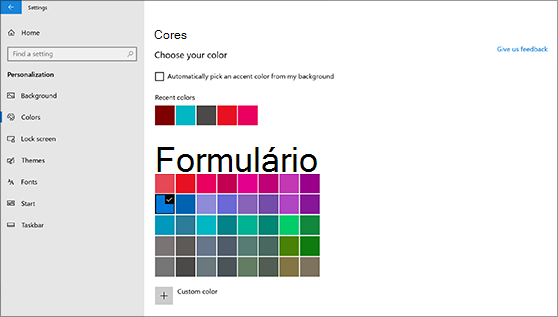 Settings
Home
Find a setting
Personalization
Background
Colors
Lock screen
Themes
Fonts
Start
Taskbar
Cores
Choose your color
Give us feedback
Automatically pick an accent color from my background
Recent colors
Formulário
Custom color